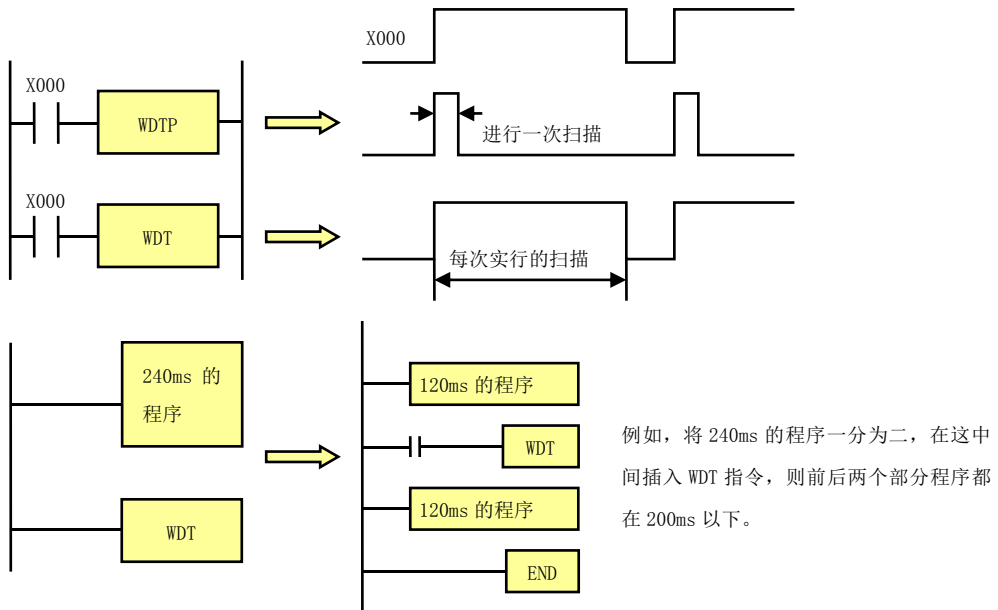 X000
X000
WDTP
进行一次扫描
X000
WDT
每次实行的扫描
240ms 的
程序
WDT
120ms 的程序
WDT
120ms 的程序
END
例如，将 240ms 的程序一分为二，在这中
间插入 WDT 指令，则前后两个部分程序都
在 200ms 以下。